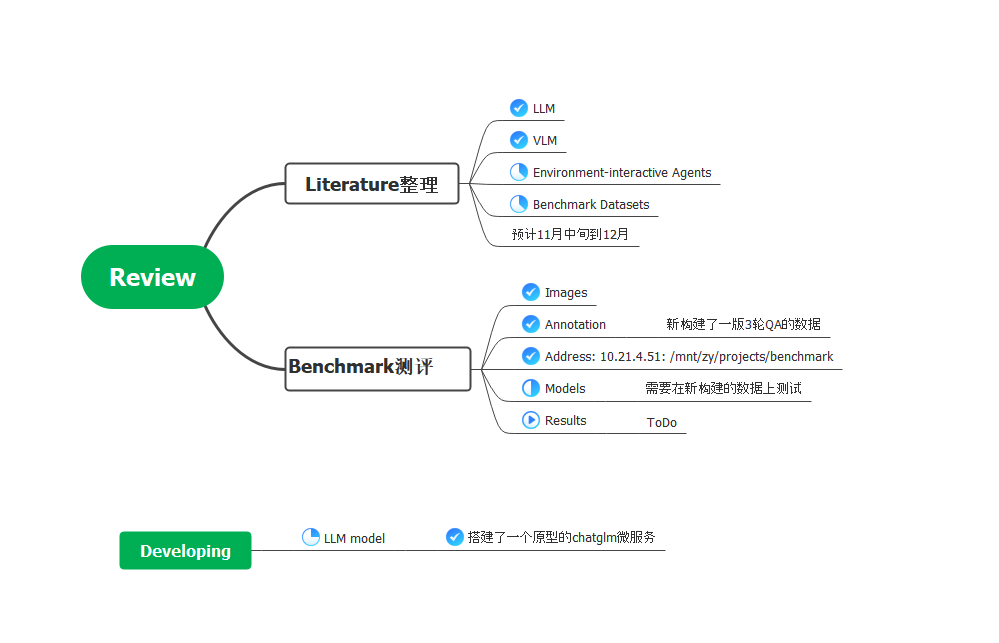 Review
Literature整理
LLM
VLM
Environment-interactive Agents
Benchmark Datasets
预计11月中旬到12月
Benchmark测评
Images
Annotation
新构建了一版3轮QA的数据
Address: 10.21.4.51: /mnt/zy/projects/benchmark
Models
需要在新构建的数据上测试
Results
ToDo
Developing
LLM model
搭建了一个原型的chatglm微服务